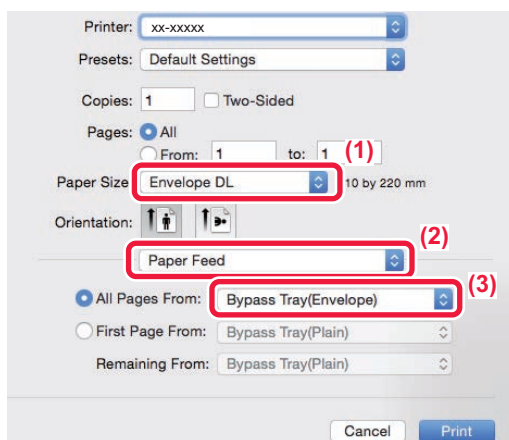 Printer: xx-xxxxx
Presets: Default Settings
Copies: 1 Two-Sided
Pages: All
From: 1 to: 1 (1)
Paper Size Envelope DL 10 by 220 mm
Orientation:
(2)
Paper Feed
(3)
All Pages From: Bypass Tray(Envelope)
First Page From: Bypass Tray(Plain)
Remaining From: Bypass Tray(Plain)
Cancel Print